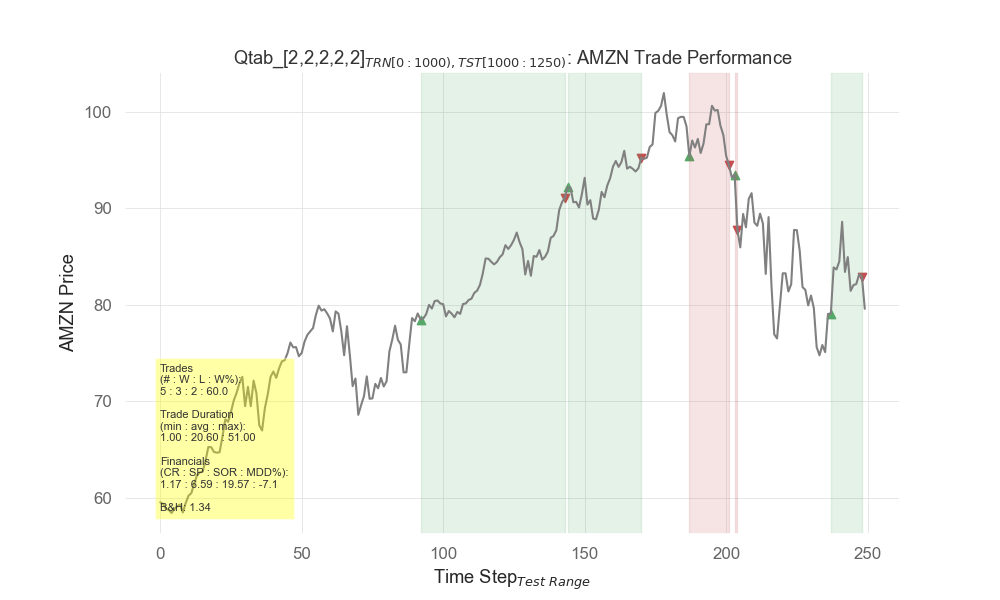 Qtab_[2,2,2,2,2]TRN[0 : 1000), TST[1000 : 1250) : AMZN Trade Performance
AMZN Price
100
90
80
70
60
Trades
(# : W : L : W%):
5 : 3 : 2 : 60.0
Trade Duration
(min : avg : max):
1.00 : 20.60 : 51.00
Financials
(CR : SP : SOR : MDD%):
1.17 : 6.59 : 19.57 : -7.1
B&H: 1.34
0 50 100 150 200 250
Time StepTest Range